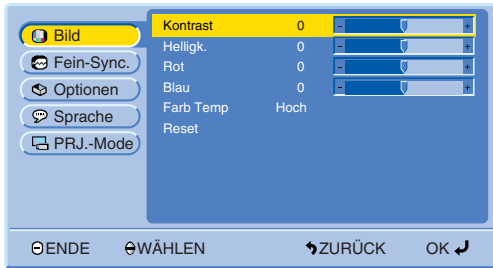 Bild
Fein-Sync.
Optionen
Sprache
PRJ.-Mode
Kontrast 0 - +
Helligk. 0 - +
Rot 0 - +
Blau 0 - +
Farb Temp Hoch
Reset
ENDE WÄHLEN ZURÜCK OK